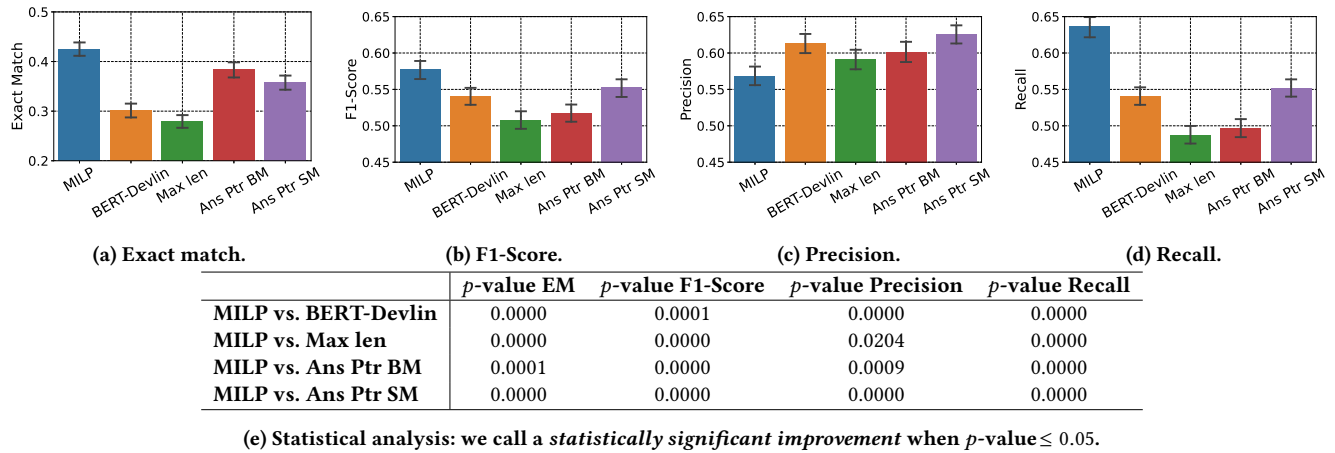 0.5
0.4
0.3
0.2
Exact Match
MILP
BERT-Devlin
Max len
Ans Ptr BM
Ans Ptr SM
(a) Exact match.
0.65
0.60
0.55
0.50
0.45
F1-Score
MILP
BERT-Devlin
Max len
Ans Ptr BM
Ans Ptr SM
(b) F1-Score.
0.65
0.60
0.55
0.50
0.45
Precision
MILP
BERT-Devlin
Max len
Ans Ptr BM
Ans Ptr SM
(c) Precision.
0.65
0.60
0.55
0.50
0.45
Recall
MILP
BERT-Devlin
Max len
Ans Ptr BM
Ans Ptr SM
(d) Recall.
p-value EM p-value F1-Score p-value Precision p-value Recall
MILP vs. BERT-Devlin 0.0000 0.0001 0.0000 0.0000
MILP vs. Max len 0.0000 0.0000 0.0204 0.0000
MILP vs. Ans Ptr BM 0.0001 0.0000 0.0009 0.0000
MILP vs. Ans Ptr SM 0.0000 0.0000 0.0000 0.0000
(e) Statistical analysis: we call a statistically significant improvement when p-value ≤ 0.05.